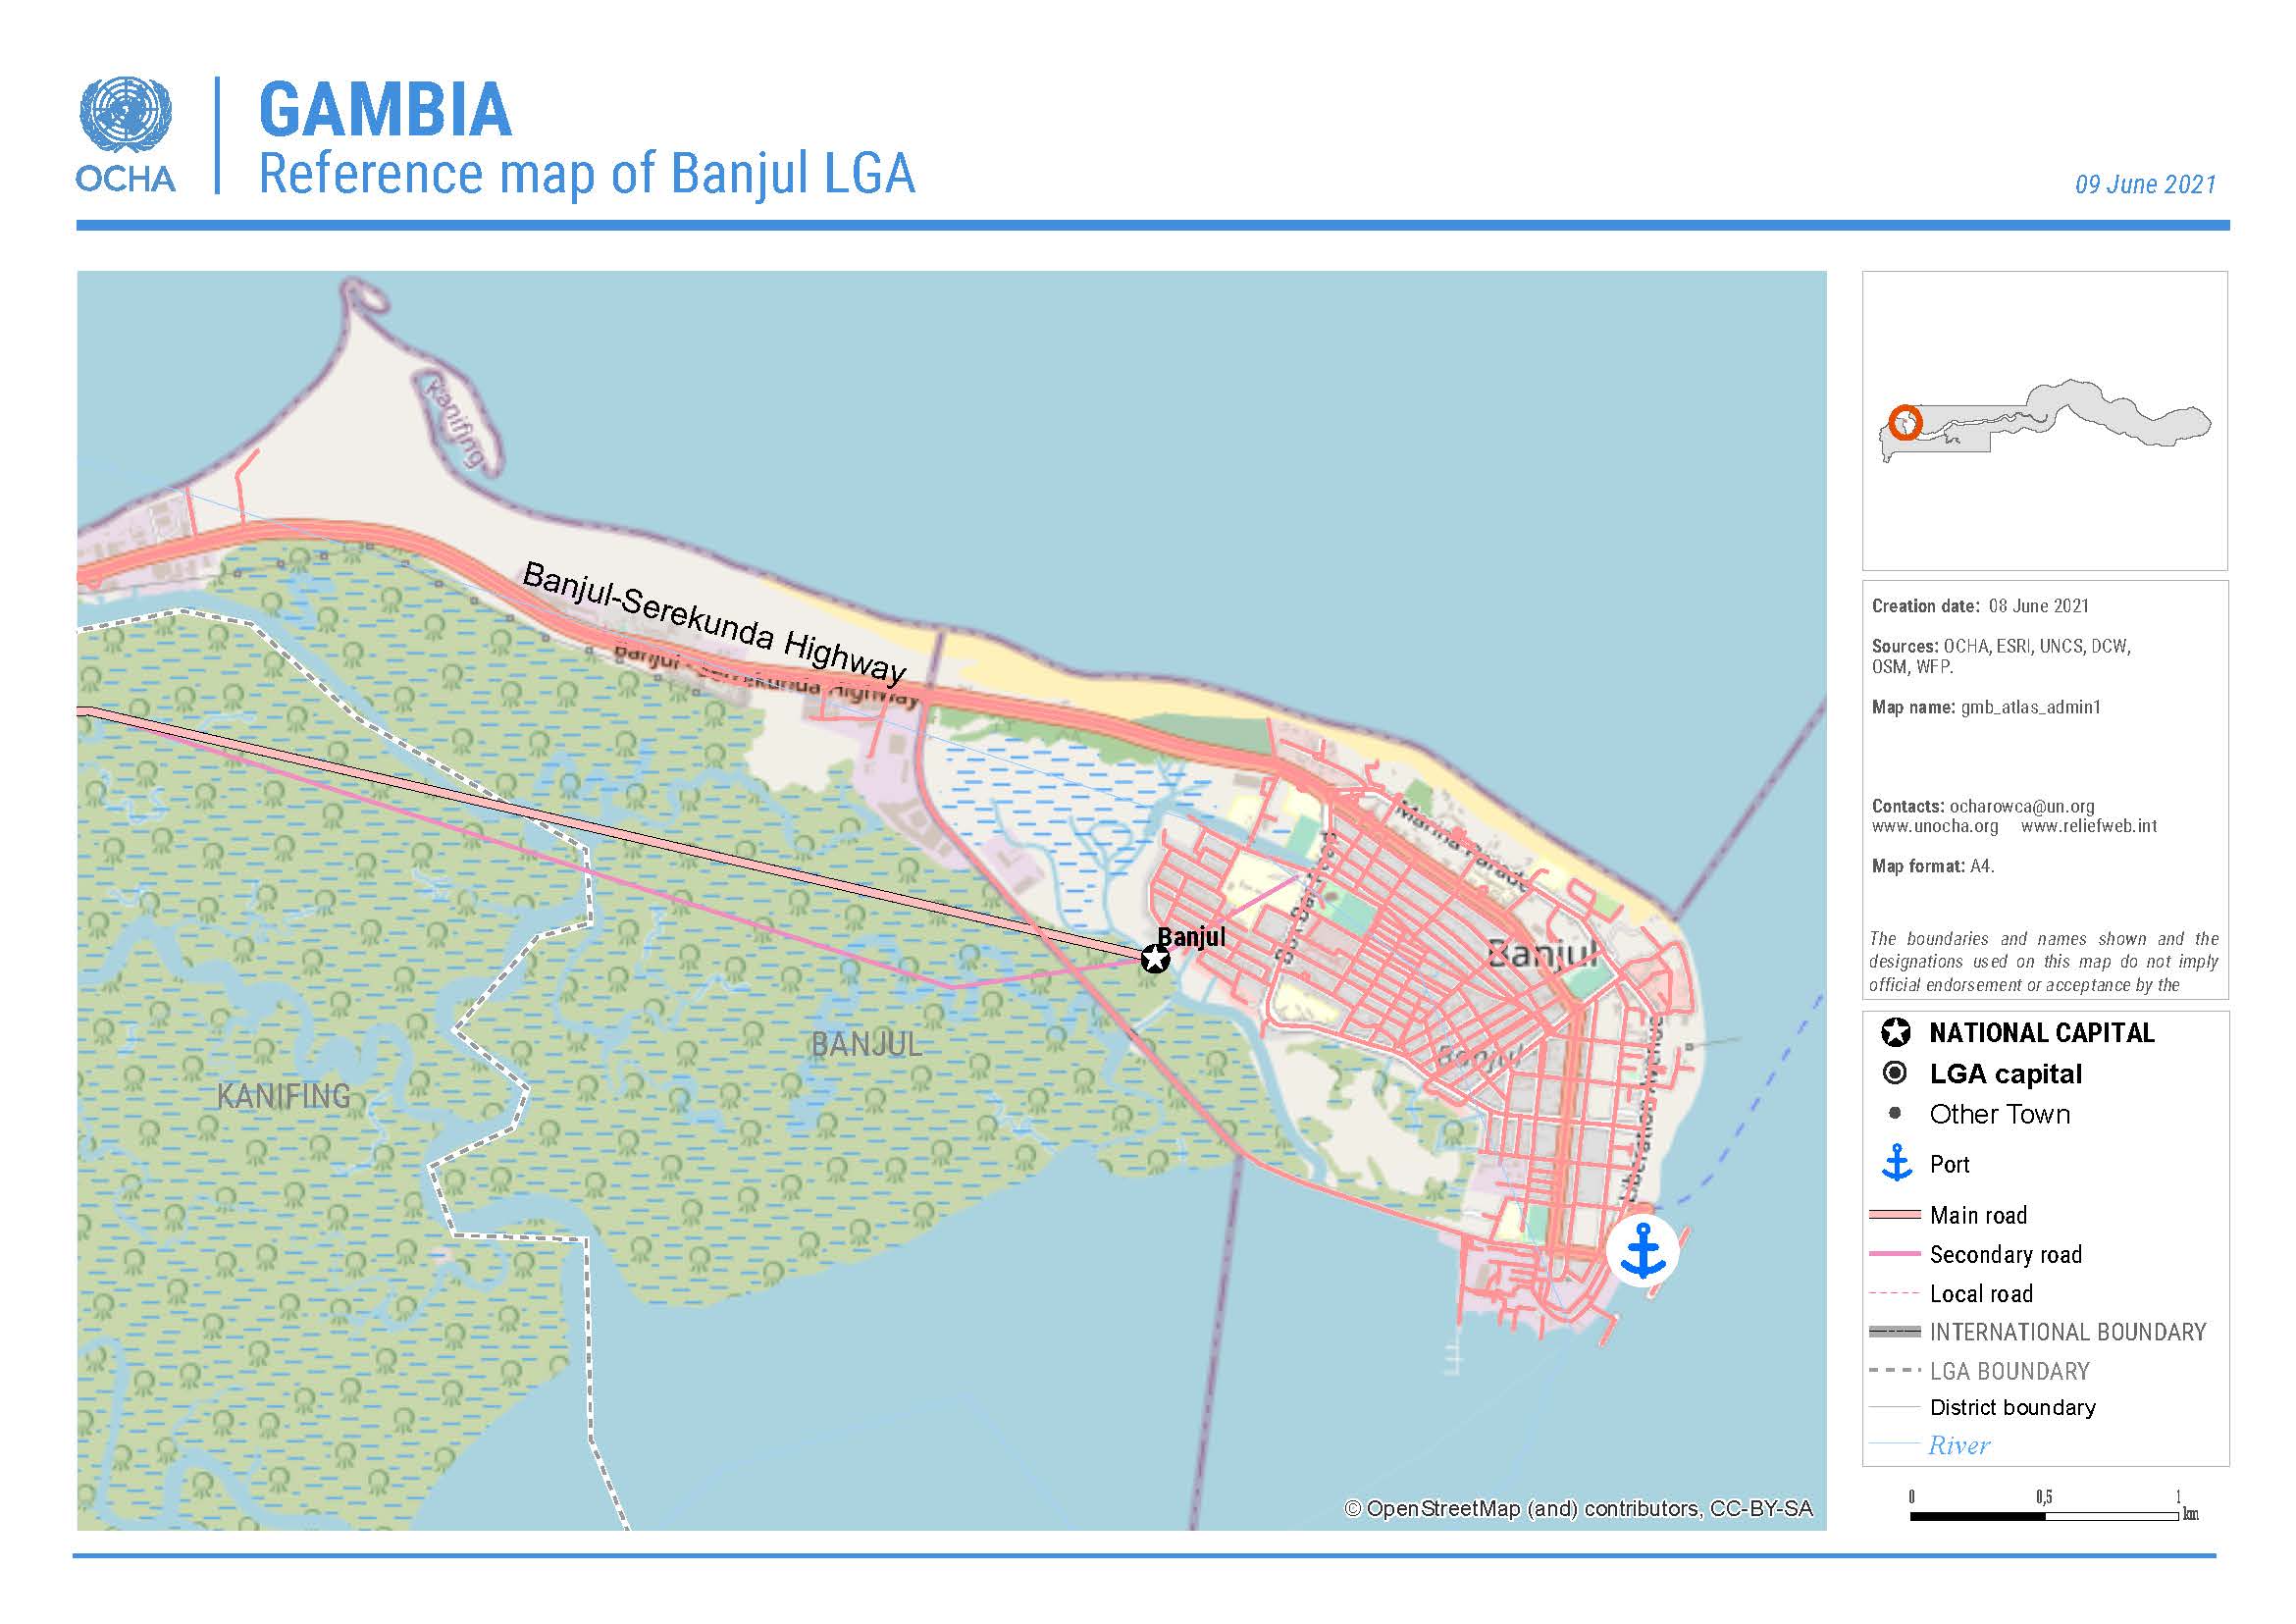 GAMBIA
OCHA
Reference map of Banjul LGA
09 June 2021
Kanifing
Banjul-Serekunda Highway
Banjul - Serrekunda Highway
Marina Parade
Banjul
Banjul
Banjul
BANJUL
KANIFING
Liberation Avenue
© OpenStreetMap (and) contributors, CC-BY-SA
Creation date: 08 June 2021
Sources: OCHA, ESRI, UNCS, DCW,
OSM, WFP.
Map name: gmb_atlas_admin1
Contacts: ocharowca@un.org
www.unocha.org www.reliefweb.int
Map format: A4.
The boundaries and names shown and the
designations used on this map do not imply
official endorsement or acceptance by the
NATIONAL CAPITAL
LGA capital
Other Town
Port
Main road
Secondary road
Local road
INTERNATIONAL BOUNDARY
LGA BOUNDARY
District boundary
River
0 0,5 1
km